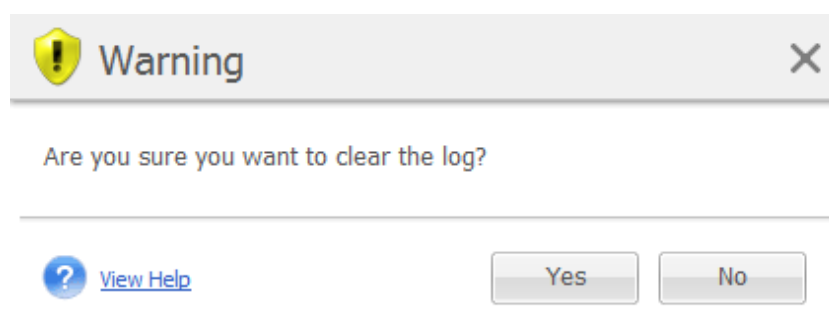 Warning
Are you sure you want to clear the log?
View Help
Yes
No